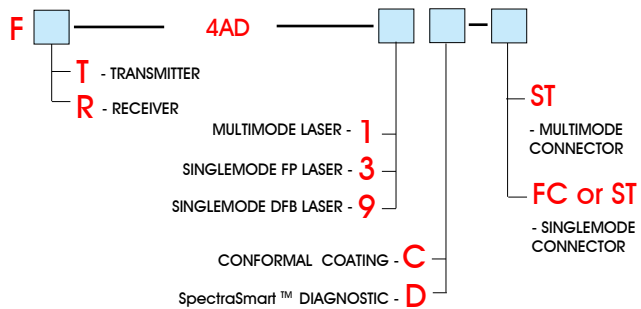 F 4AD
T - TRANSMITTER
R - RECEIVER
MULTIMODE LASER - 1
SINGLEMODE FP LASER - 3
SINGLEMODE DFB LASER - 9
CONFORMAL COATING - C
SpectraSmart ™ DIAGNOSTIC - D
ST
- MULTIMODE
CONNECTOR
FC or ST
- SINGLEMODE
CONNECTOR